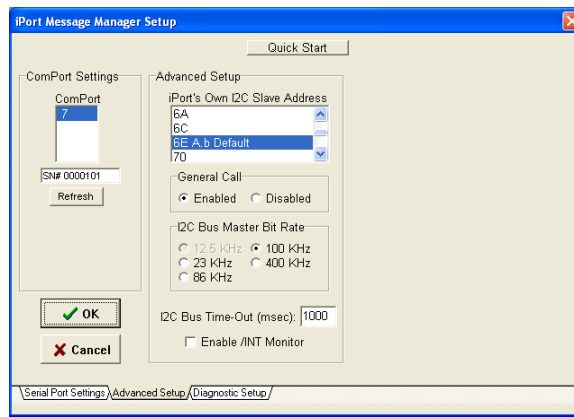 iPort Message Manager Setup
Quick Start
ComPort Settings
ComPort
7
SN# 0000101
Refresh
OK
Cancel
Advanced Setup
iPort's Own I2C Slave Address
6A
6C
6E A.b Default
70
General Call
Enabled Disabled
I2C Bus Master Bit Rate
12.5 KHz 100 KHz
23 KHz 400 KHz
86 KHz
I2C Bus Time-Out (msec): 1000
Enable /INT Monitor
Serial Port Settings Advanced Setup Diagnostic Setup